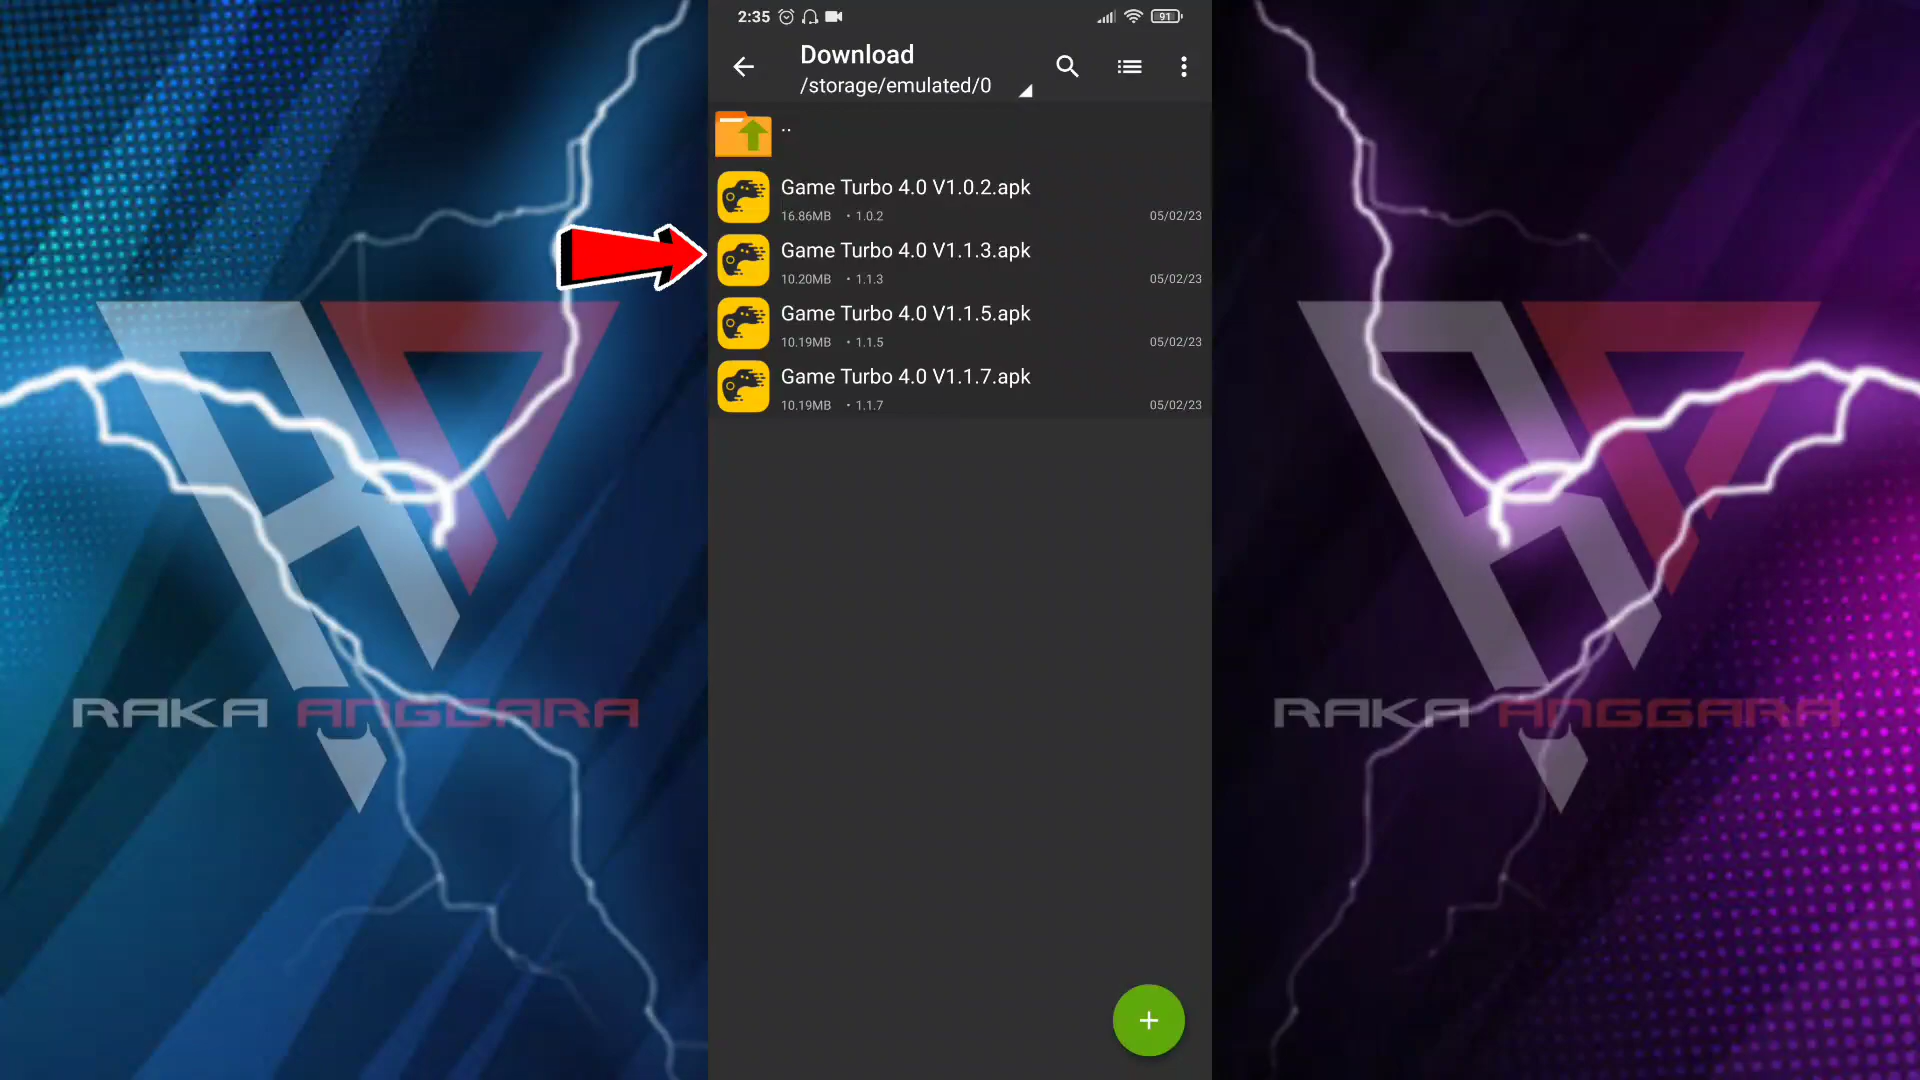 2:35
91
Download
/storage/emulated/0
..
Game Turbo 4.0 V1.0.2.apk
16.86MB • 1.0.2 05/02/23
Game Turbo 4.0 V1.1.3.apk
10.20MB • 1.1.3 05/02/23
Game Turbo 4.0 V1.1.5.apk
10.19MB • 1.1.5 05/02/23
Game Turbo 4.0 V1.1.7.apk
10.19MB • 1.1.7 05/02/23
RAKA ANGGARA
RAKA ANGGARA